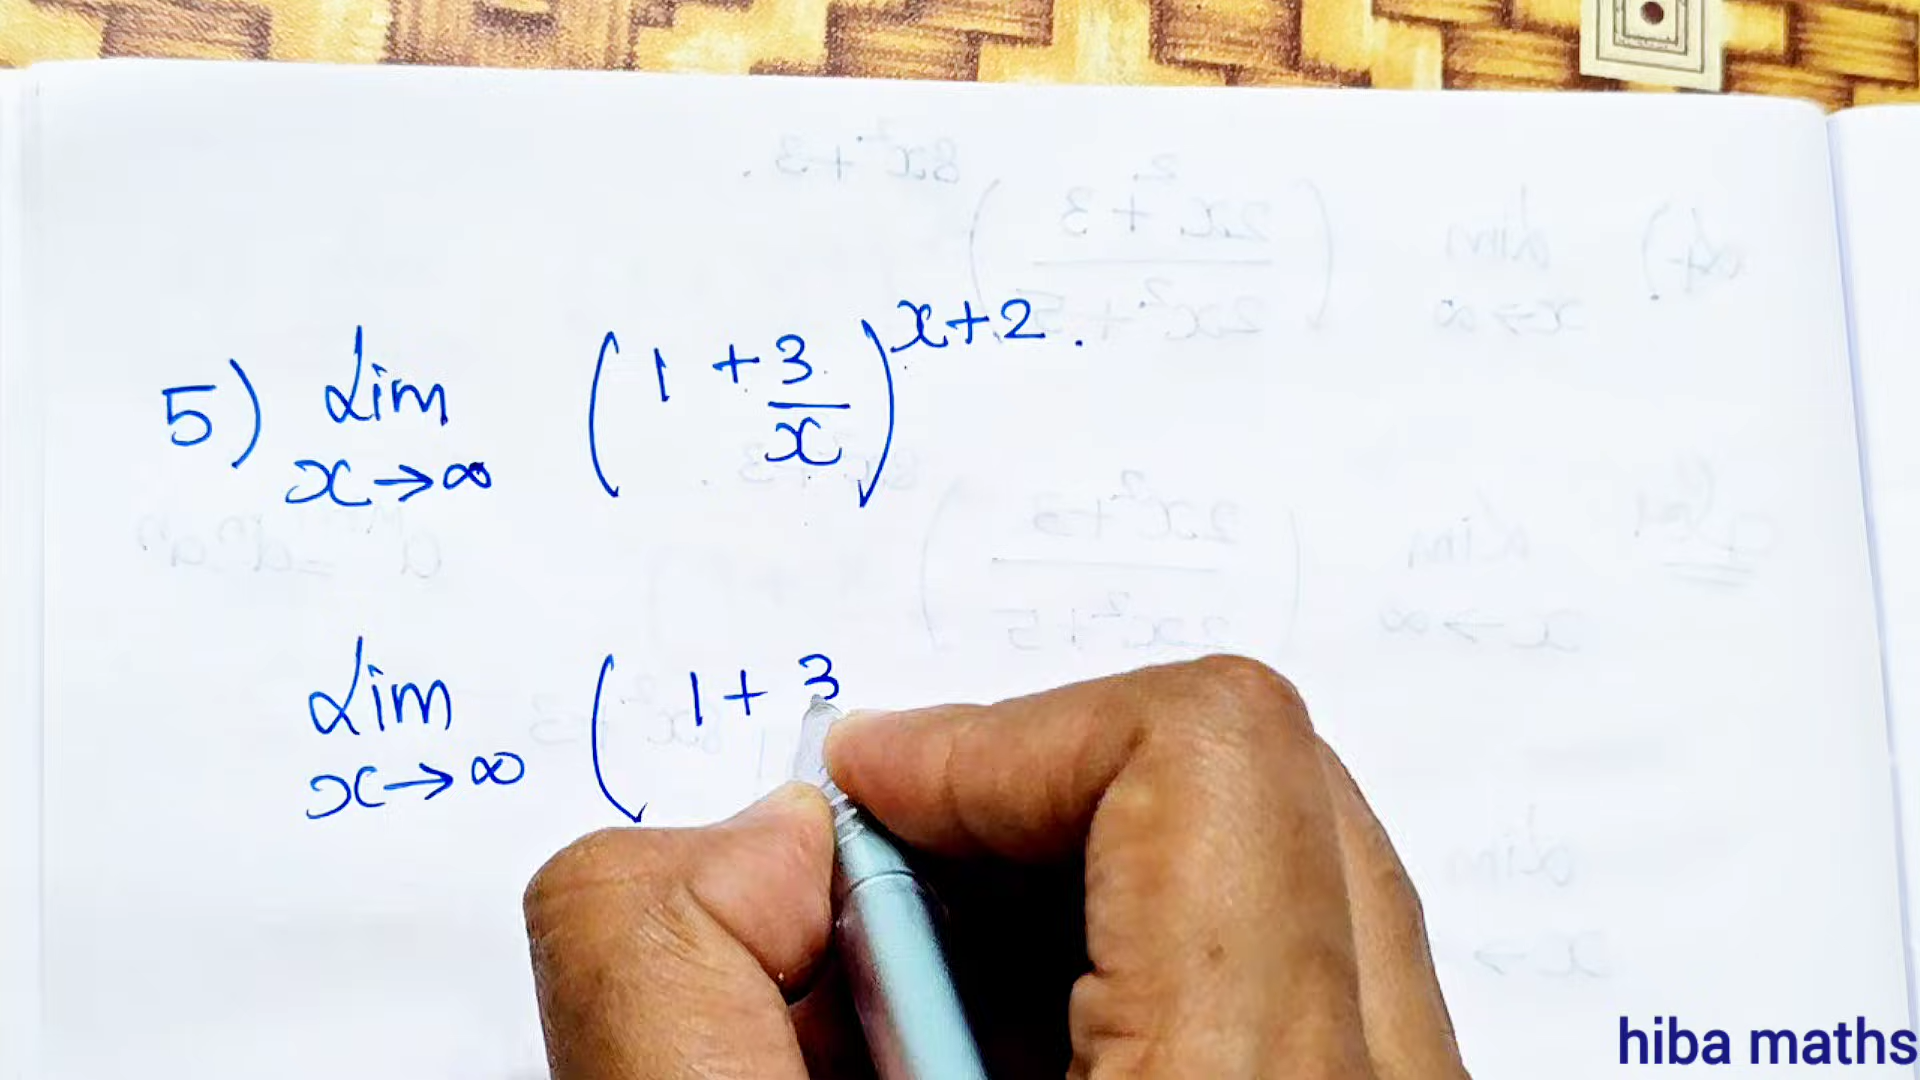 5) Lim x→∞ (1 + 3/x)^x+2.
Lim x→∞ ( 1 + 3
hiba maths